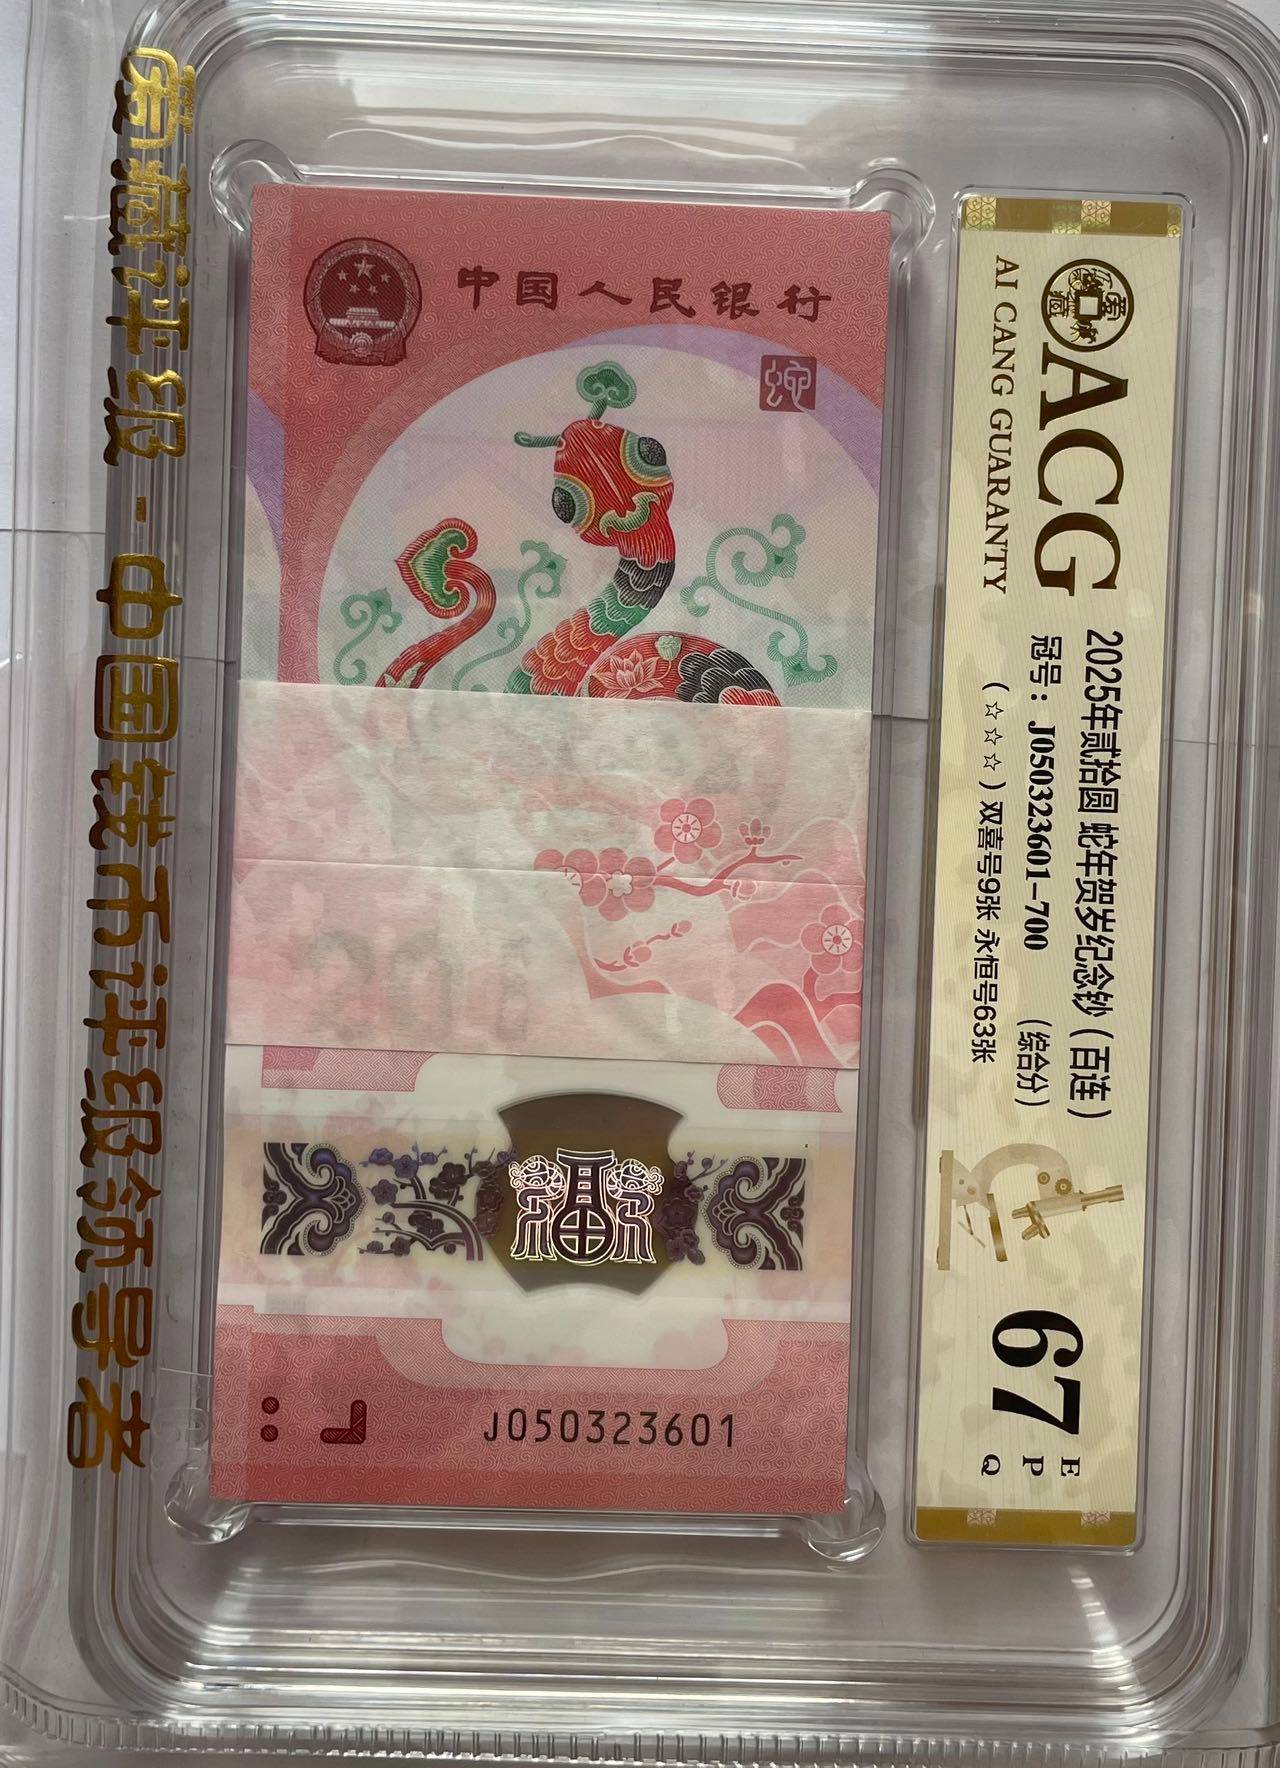 爱藏评级-中国钱币评级领导者
中国人民银行
蛇
J050323601
ACG
AI CANG GUARANTY
2025年贰拾圆 蛇年贺岁纪念钞（百连）
冠号：J050323601-700 （综合分）
（☆☆☆）双喜号9张 永恒号63张
67
E
P
Q